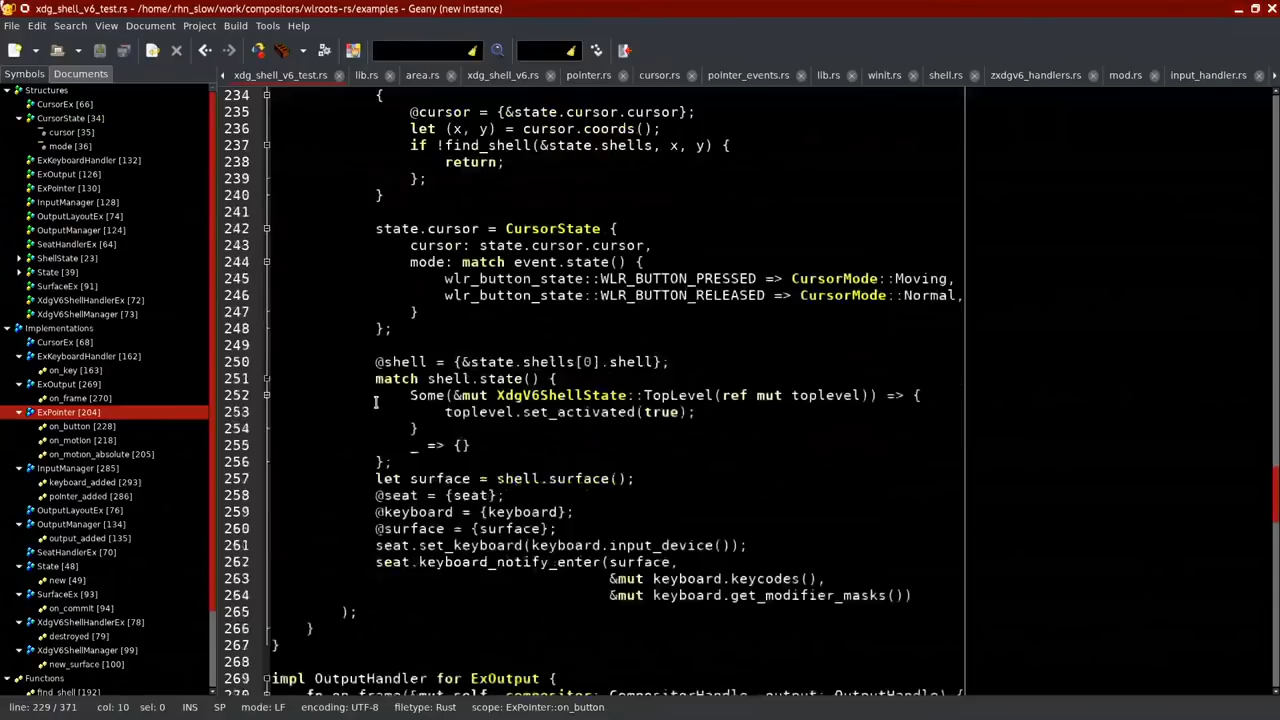 xdg_shell_v6_test.rs - /home/.rhn_slow/work/compositors/wlroots-rs/examples - Geany (new instance)
File Edit Search View Document Project Build Tools Help
Symbols Documents
xdg_shell_v6_test.rs lib.rs area.rs xdg_shell_v6.rs pointer.rs cursor.rs pointer_events.rs lib.rs winit.rs shell.rs zxdgv6_handlers.rs mod.rs input_handler.rs
Structures
CursorEx [66]
CursorState [34]
cursor [35]
mode [36]
ExKeyboardHandler [132]
ExOutput [126]
ExPointer [130]
InputManager [128]
OutputLayoutEx [74]
OutputManager [124]
SeatHandlerEx [64]
ShellState [23]
State [39]
SurfaceEx [91]
XdgV6ShellHandlerEx [72]
XdgV6ShellManager [73]
Implementations
CursorEx [68]
ExKeyboardHandler [162]
on_key [163]
ExOutput [269]
on_frame [270]
ExPointer [204]
on_button [228]
on_motion [218]
on_motion_absolute [205]
InputManager [285]
keyboard_added [293]
pointer_added [286]
OutputLayoutEx [76]
OutputManager [134]
output_added [135]
SeatHandlerEx [70]
State [48]
new [49]
SurfaceEx [93]
on_commit [94]
XdgV6ShellHandlerEx [78]
destroyed [79]
XdgV6ShellManager [99]
new_surface [100]
Functions
find_shell [192]
234 {
235 @cursor = {&state.cursor.cursor};
236 let (x, y) = cursor.coords();
237 if !find_shell(&state.shells, x, y) {
238 return;
239 };
240 }
241
242 state.cursor = CursorState {
243 cursor: state.cursor.cursor,
244 mode: match event.state() {
245 wlr_button_state::WLR_BUTTON_PRESSED => CursorMode::Moving,
246 wlr_button_state::WLR_BUTTON_RELEASED => CursorMode::Normal,
247 }
248 };
249
250 @shell = {&state.shells[0].shell};
251 match shell.state() {
252 Some(&mut XdgV6ShellState::TopLevel(ref mut toplevel)) => {
253 toplevel.set_activated(true);
254 }
255 _ => {}
256 };
257 let surface = shell.surface();
258 @seat = {seat};
259 @keyboard = {keyboard};
260 @surface = {surface};
261 seat.set_keyboard(keyboard.input_device());
262 seat.keyboard_notify_enter(surface,
263 &mut keyboard.keycodes(),
264 &mut keyboard.get_modifier_masks())
265 );
266 }
267 }
268
269 impl OutputHandler for ExOutput {
270 fn on_frame(&mut self, compositor: CompositorHandle, output: OutputHandle) {
line: 229 / 371 col: 10 sel: 0 INS SP mode: LF encoding: UTF-8 filetype: Rust scope: ExPointer::on_button